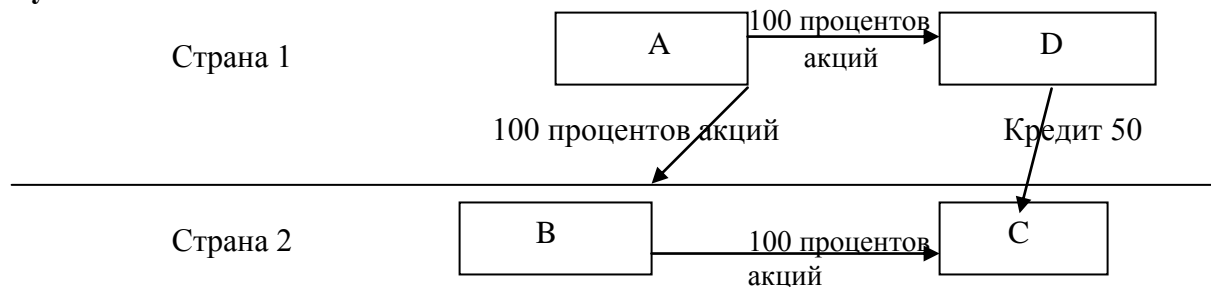 100 процентов
акций
A
D
Страна 1
100 процентов акций
Кредит 50
Страна 2
B
100 процентов
акций
C